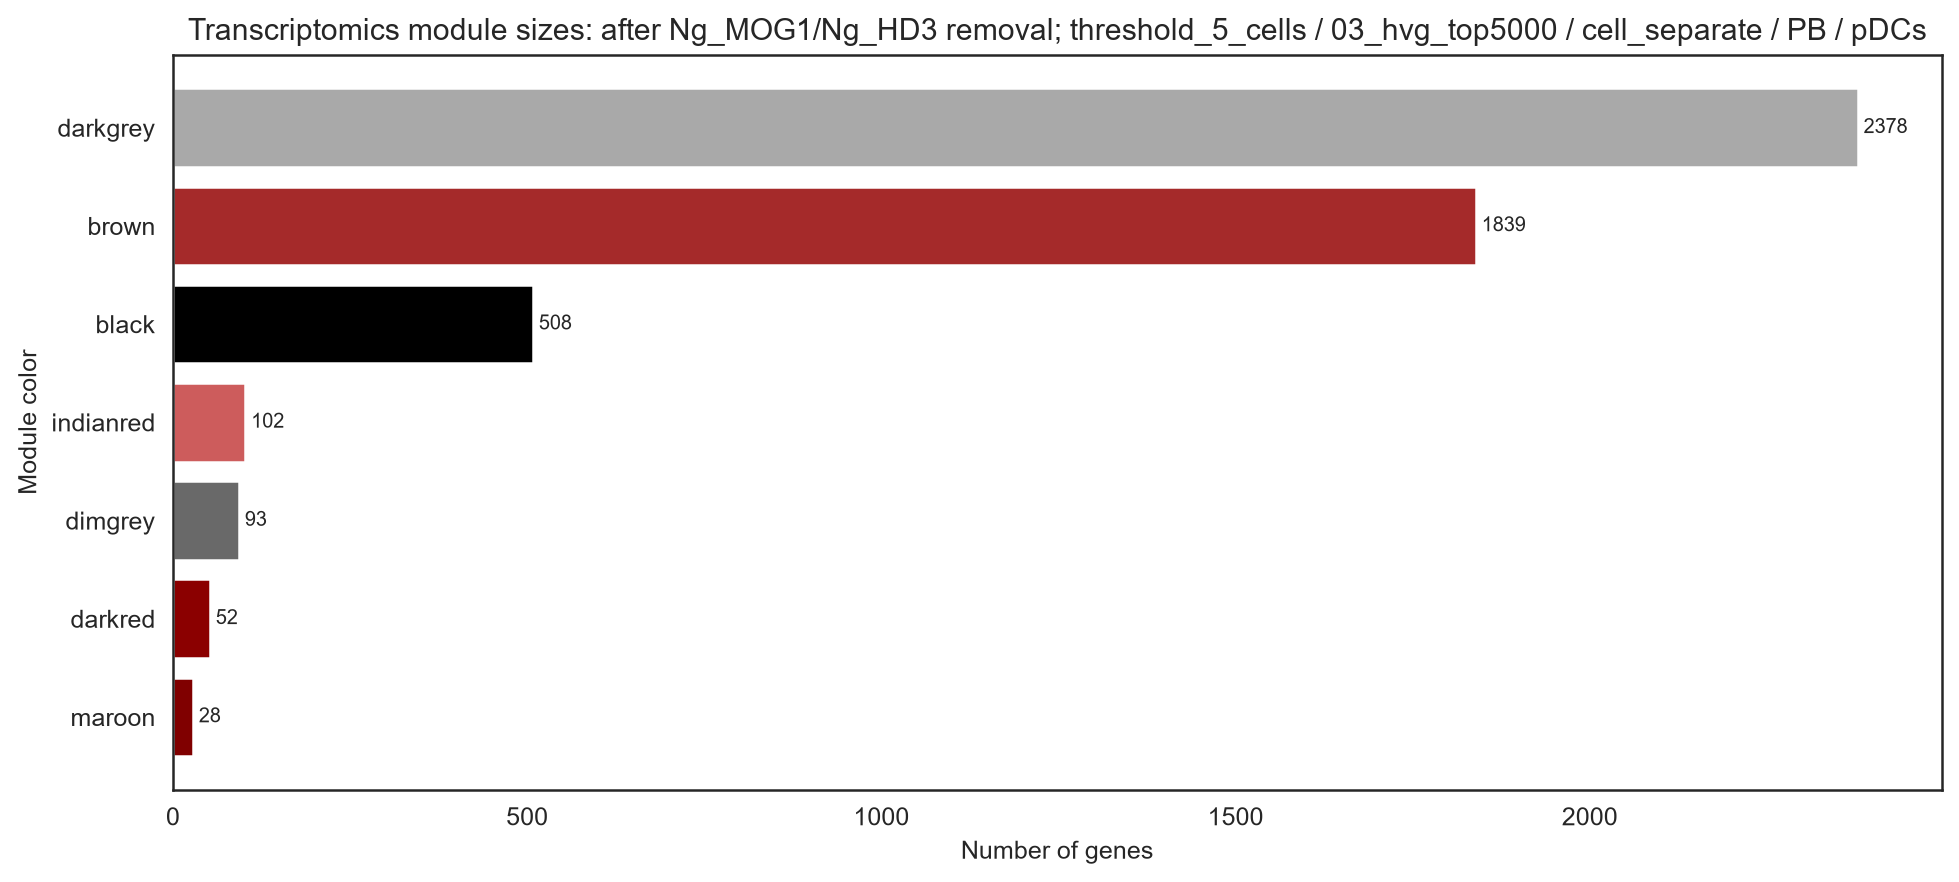 Transcriptomics module sizes: after Ng_MOG1/Ng_HD3 removal; threshold_5_cells / 03_hvg_top5000 / cell_separate / PB / pDCs
darkgrey 2378
brown 1839
black 508
indianred 102
dimgrey 93
darkred 52
maroon 28
Module color
0 500 1000 1500 2000
Number of genes